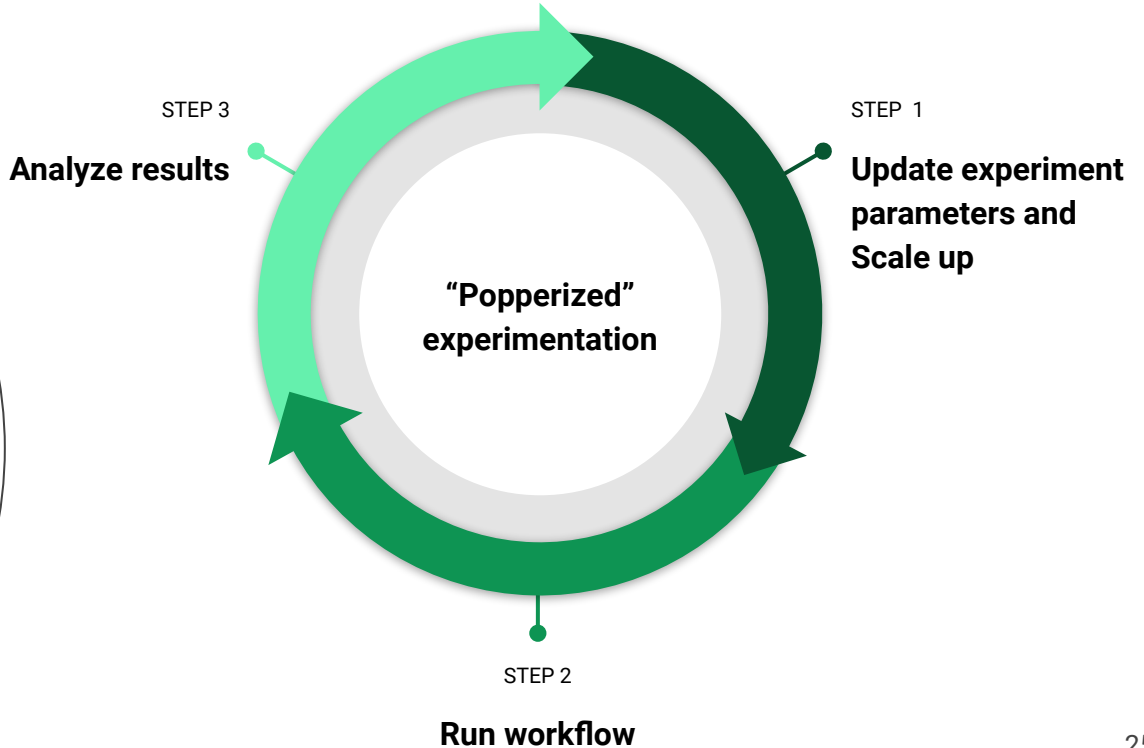 STEP 3
Analyze results
STEP 1
Update experiment
parameters and
Scale up
“Popperized”
experimentation
STEP 2
Run workflow